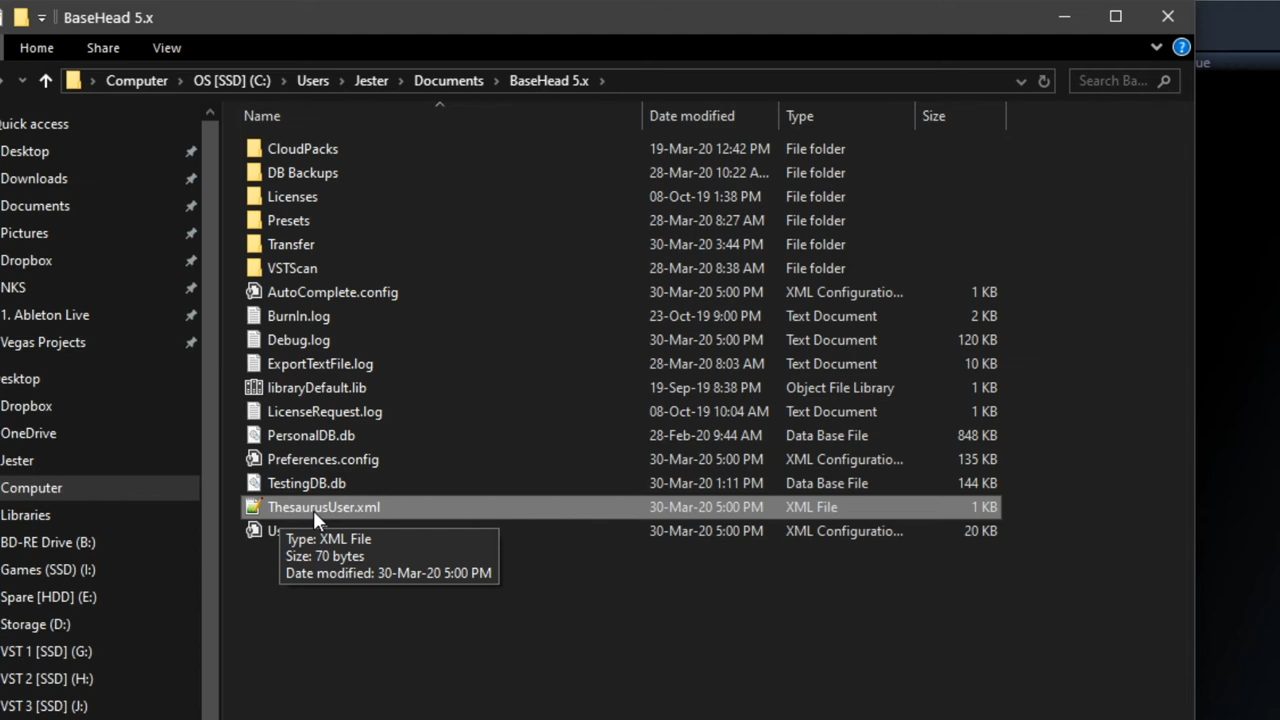 BaseHead 5.x
Home Share View
Computer OS [SSD] (C:) Users Jester Documents BaseHead 5.x Search Ba...
ue
Name Date modified Type Size
uick access
Desktop
Downloads
Documents
Pictures
Dropbox
NKS
1. Ableton Live
Vegas Projects
esktop
Dropbox
OneDrive
Jester
Computer
Libraries
BD-RE Drive (B:)
Games (SSD) (I:)
Spare [HDD] (E:)
Storage (D:)
VST 1 [SSD] (G:)
VST 2 [SSD] (H:)
VST 3 [SSD] (J:)
CloudPacks 19-Mar-20 12:42 PM File folder
DB Backups 28-Mar-20 10:22 A... File folder
Licenses 08-Oct-19 1:38 PM File folder
Presets 28-Mar-20 8:27 AM File folder
Transfer 30-Mar-20 3:44 PM File folder
VSTScan 28-Mar-20 8:38 AM File folder
AutoComplete.config 30-Mar-20 5:00 PM XML Configuratio... 1 KB
BurnIn.log 23-Oct-19 9:00 PM Text Document 2 KB
Debug.log 30-Mar-20 5:00 PM Text Document 120 KB
ExportTextFile.log 28-Mar-20 8:03 AM Text Document 10 KB
libraryDefault.lib 19-Sep-19 8:38 PM Object File Library 1 KB
LicenseRequest.log 08-Oct-19 10:04 AM Text Document 1 KB
PersonalDB.db 28-Feb-20 9:44 AM Data Base File 848 KB
Preferences.config 30-Mar-20 5:00 PM XML Configuratio... 135 KB
TestingDB.db 30-Mar-20 1:11 PM Data Base File 144 KB
ThesaurusUser.xml 30-Mar-20 5:00 PM XML File 1 KB
Us 30-Mar-20 5:00 PM XML Configuratio... 20 KB
Type: XML File
Size: 70 bytes
Date modified: 30-Mar-20 5:00 PM